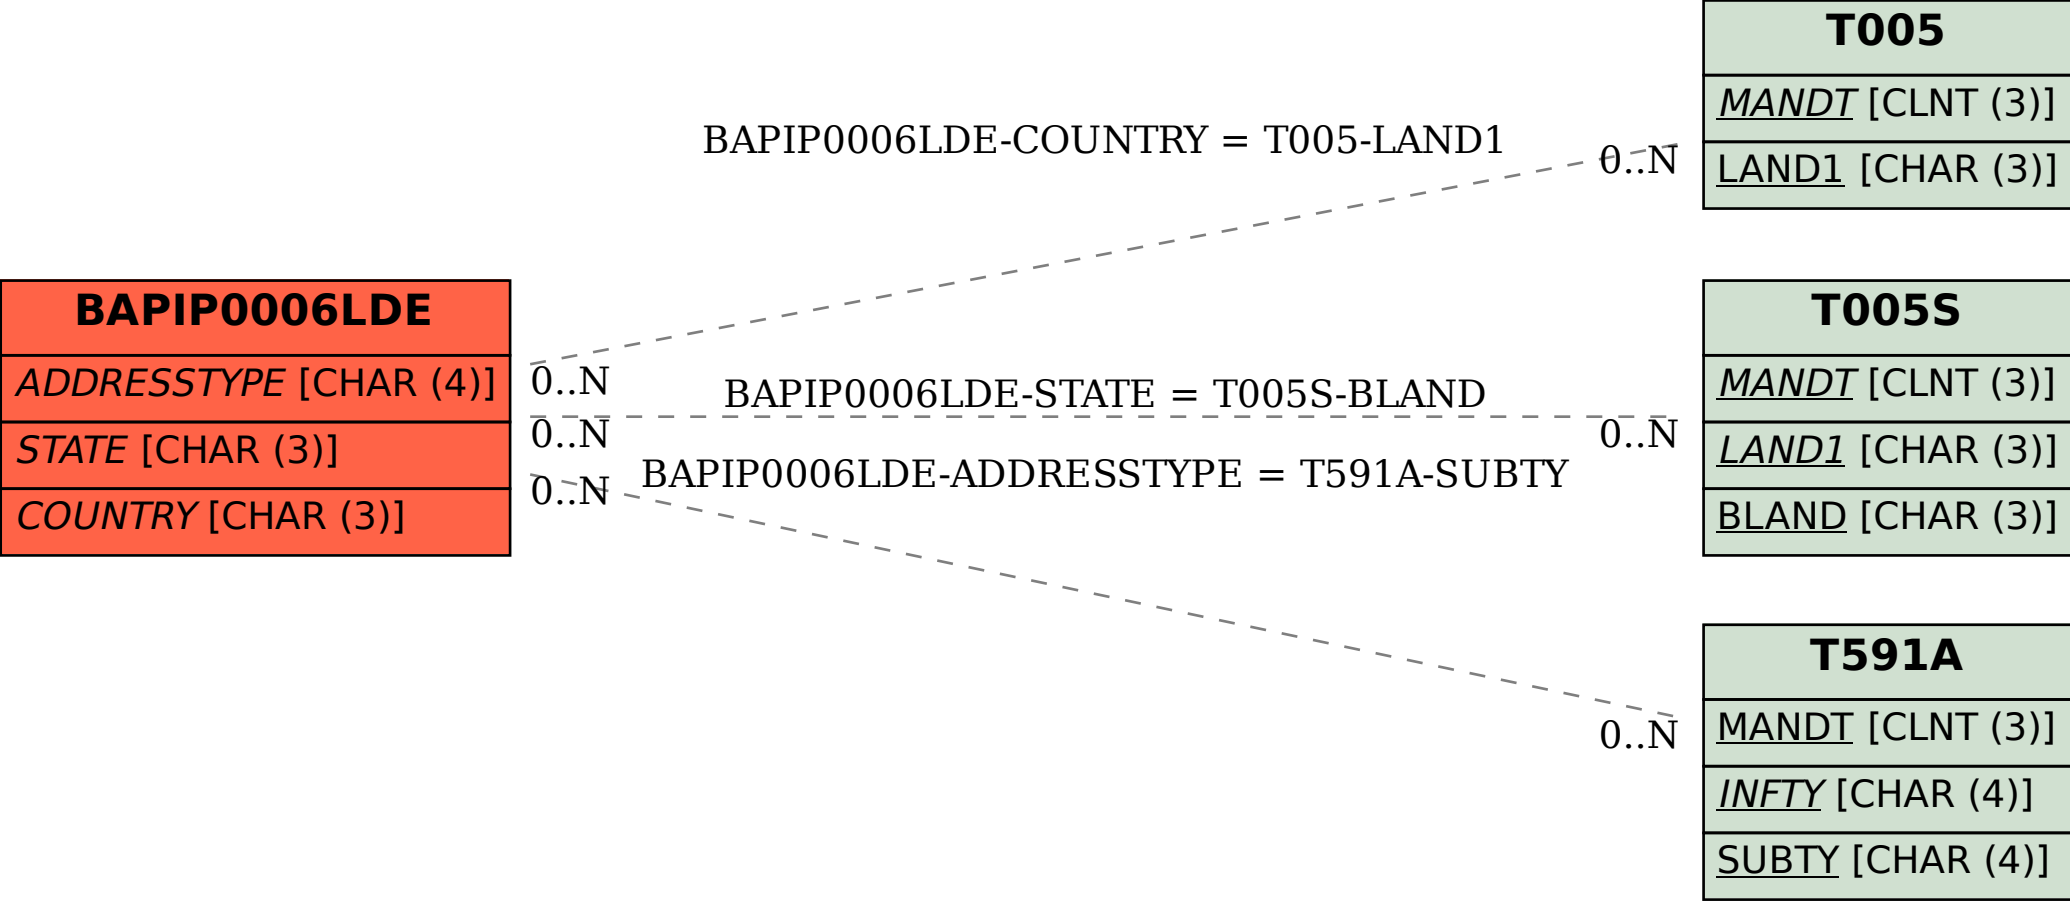 T005
MANDT [CLNT (3)]
LAND1 [CHAR (3)]
BAPIP0006LDE-COUNTRY = T005-LAND1
0..N
BAPIP0006LDE
ADDRESSTYPE [CHAR (4)]
STATE [CHAR (3)]
COUNTRY [CHAR (3)]
0..N
BAPIP0006LDE-STATE = T005S-BLAND
0..N
0..N
BAPIP0006LDE-ADDRESSTYPE = T591A-SUBTY
0..N
T005S
MANDT [CLNT (3)]
LAND1 [CHAR (3)]
BLAND [CHAR (3)]
0..N
T591A
MANDT [CLNT (3)]
INFTY [CHAR (4)]
SUBTY [CHAR (4)]